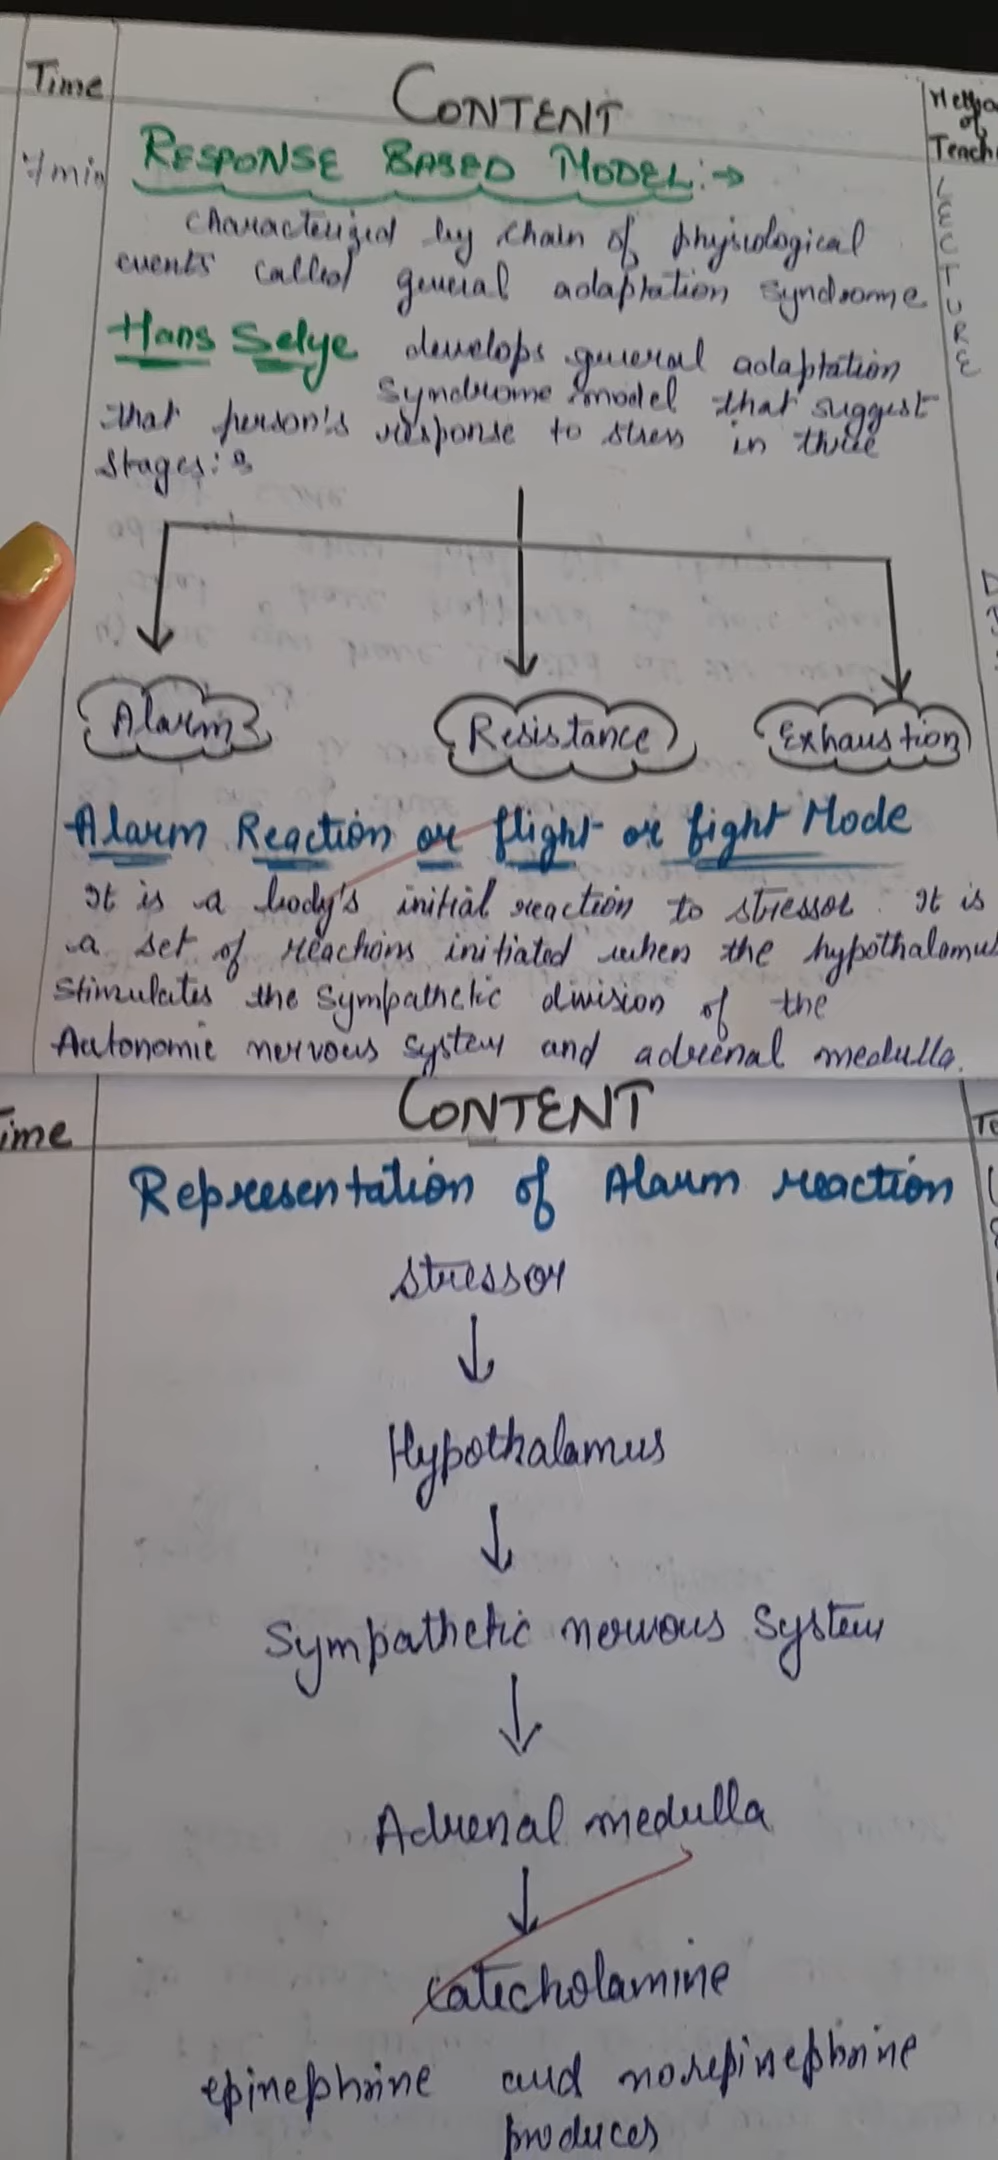 Time
CONTENT
Teach
7 min
LECTURE
RESPONSE BASED MODEL:→
characterized by chain of physiological
events called general adaptation syndrome
Hans Selye develops general adaptation
syndrome model that suggest
that person's response to stress in three
stages:
Alarm
Resistance
Exhaustion
Alarm Reaction or flight or fight Mode
It is a body's initial reaction to stressor. It is
a set of reactions initiated when the hypothalamus
stimulates the sympathetic division of the
Autonomic nervous system and adrenal medulla.
ime
CONTENT
Representation of Alarm reaction
Stressor
↓
Hypothalamus
↓
Sympathetic nervous system
↓
Adrenal medulla
↓
Catecholamine
epinephrine and norepinephrine
produces